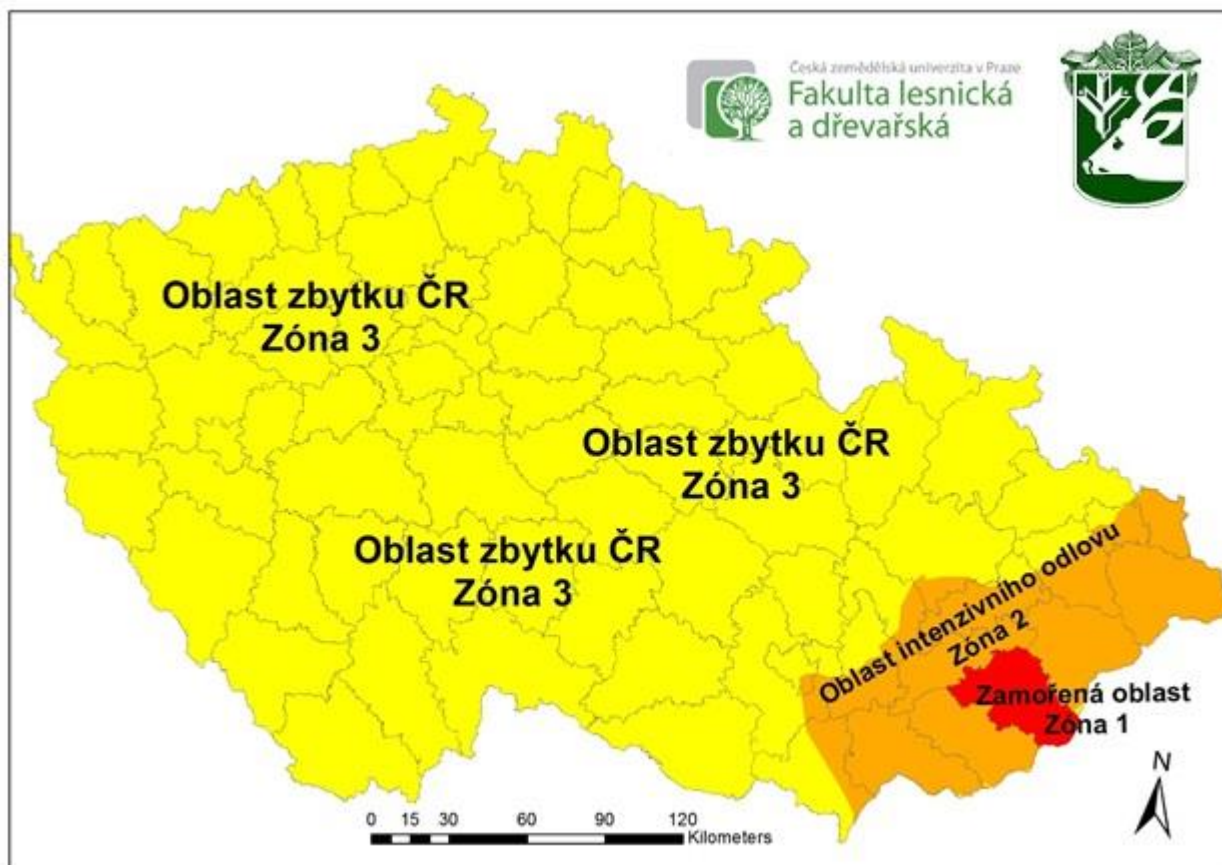 Česká zemědělská univerzita v Praze
Fakulta lesnická
a dřevařská
Oblast zbytku ČR
Zóna 3
Oblast zbytku ČR
Zóna 3
Oblast zbytku ČR
Zóna 3
Oblast intenzivního odlovu
Zóna 2
Zamořená oblast
Zóna 1
N
0 15 30 60 90 120
Kilometers